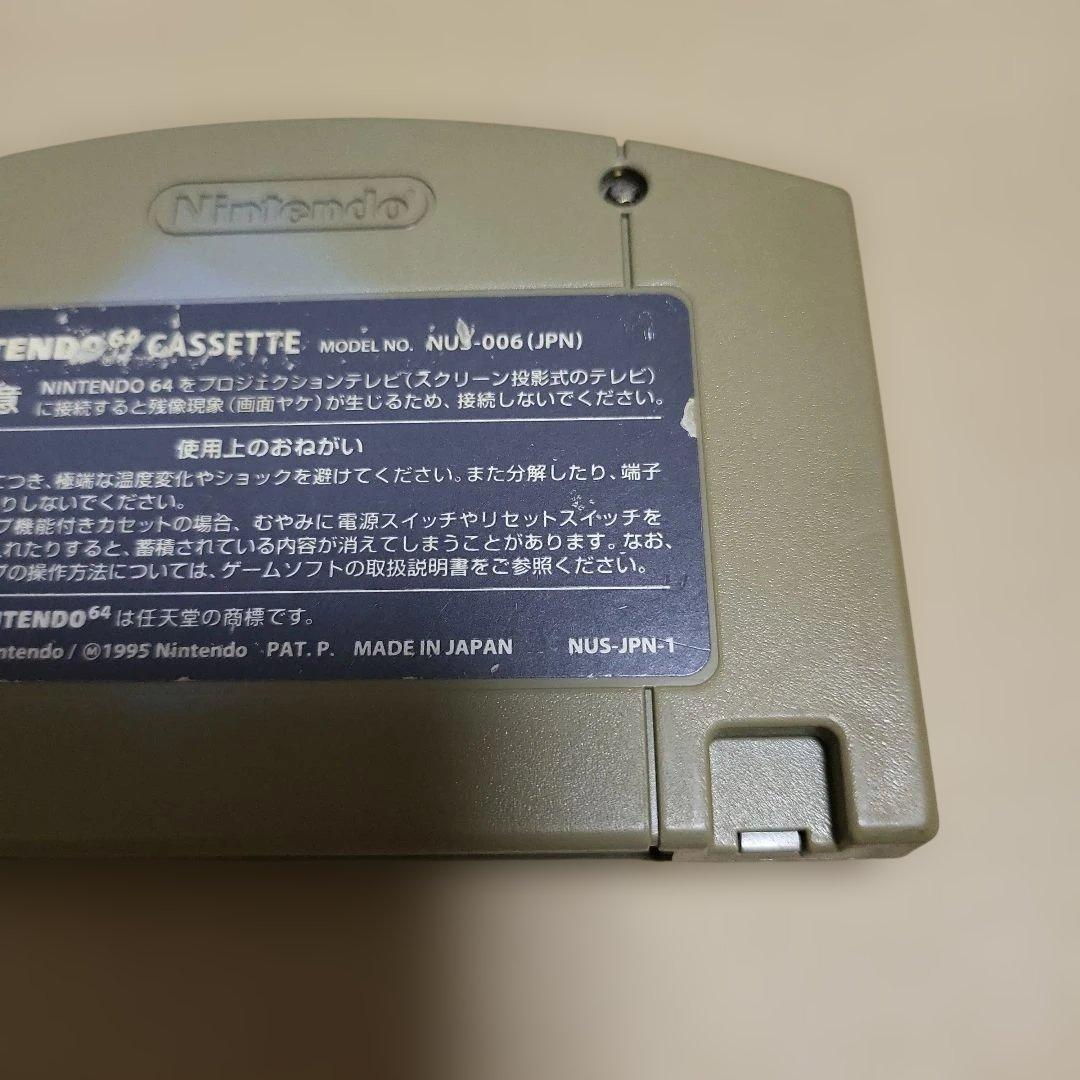 Nintendo
TENDO 64 CASSETTE MODEL NO. NUS-006 (JPN)
意 NINTENDO 64 をプロジェクションテレビ(スクリーン投影式のテレビ)
に接続すると残像現象(画面ヤケ)が生じるため、接続しないでください。
使用上のおねがい
につき、極端な温度変化やショックを避けてください。また分解したり、端子
りしないでください。
プ機能付きカセットの場合、むやみに電源スイッチやリセットスイッチを
れたりすると、蓄積されている内容が消えてしまうことがあります。なお、
プの操作方法については、ゲームソフトの取扱説明書をご参照ください。
NTENDO64 は任天堂の商標です。
ntendo / Ⓜ1995 Nintendo PAT. P. MADE IN JAPAN NUS-JPN-1